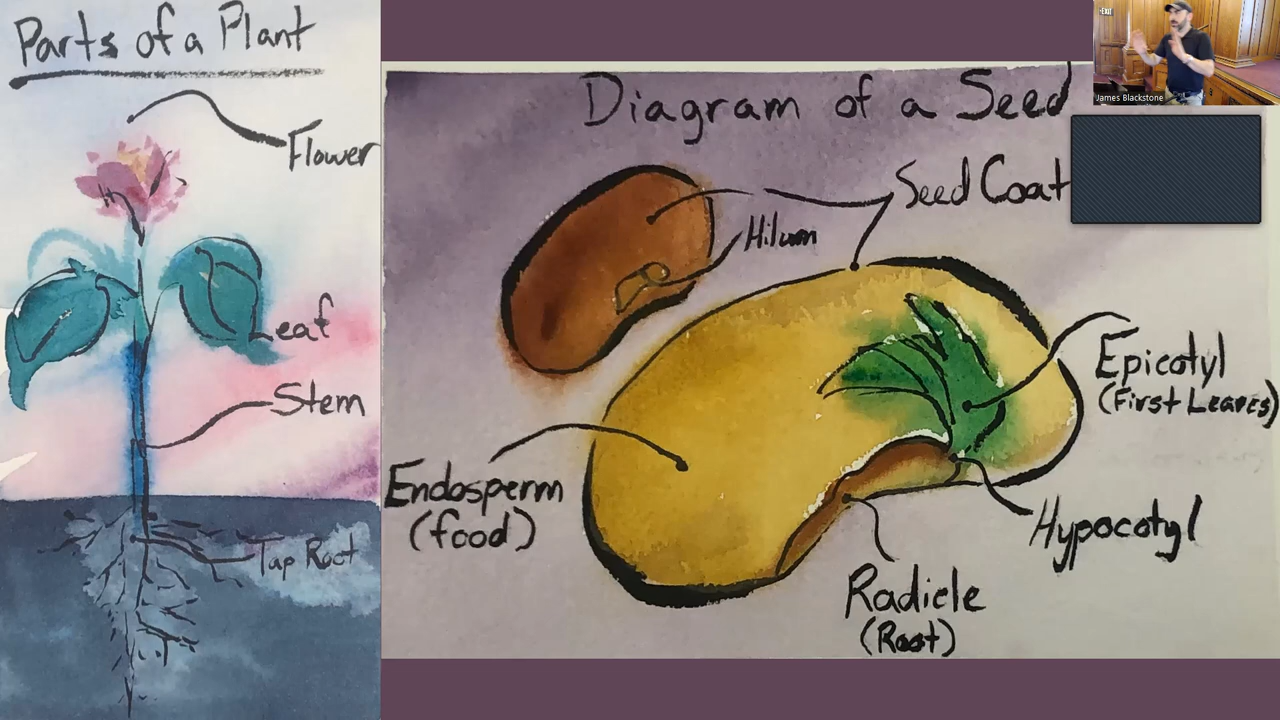 Parts of a Plant
Flower
Leaf
Stem
Tap Root
Diagram of a Seed
Seed Coat
Hilum
Epicotyl
(First Leaves)
Endosperm
(food)
Hypocotyl
Radicle
(Root)
EXIT
James Blackstone